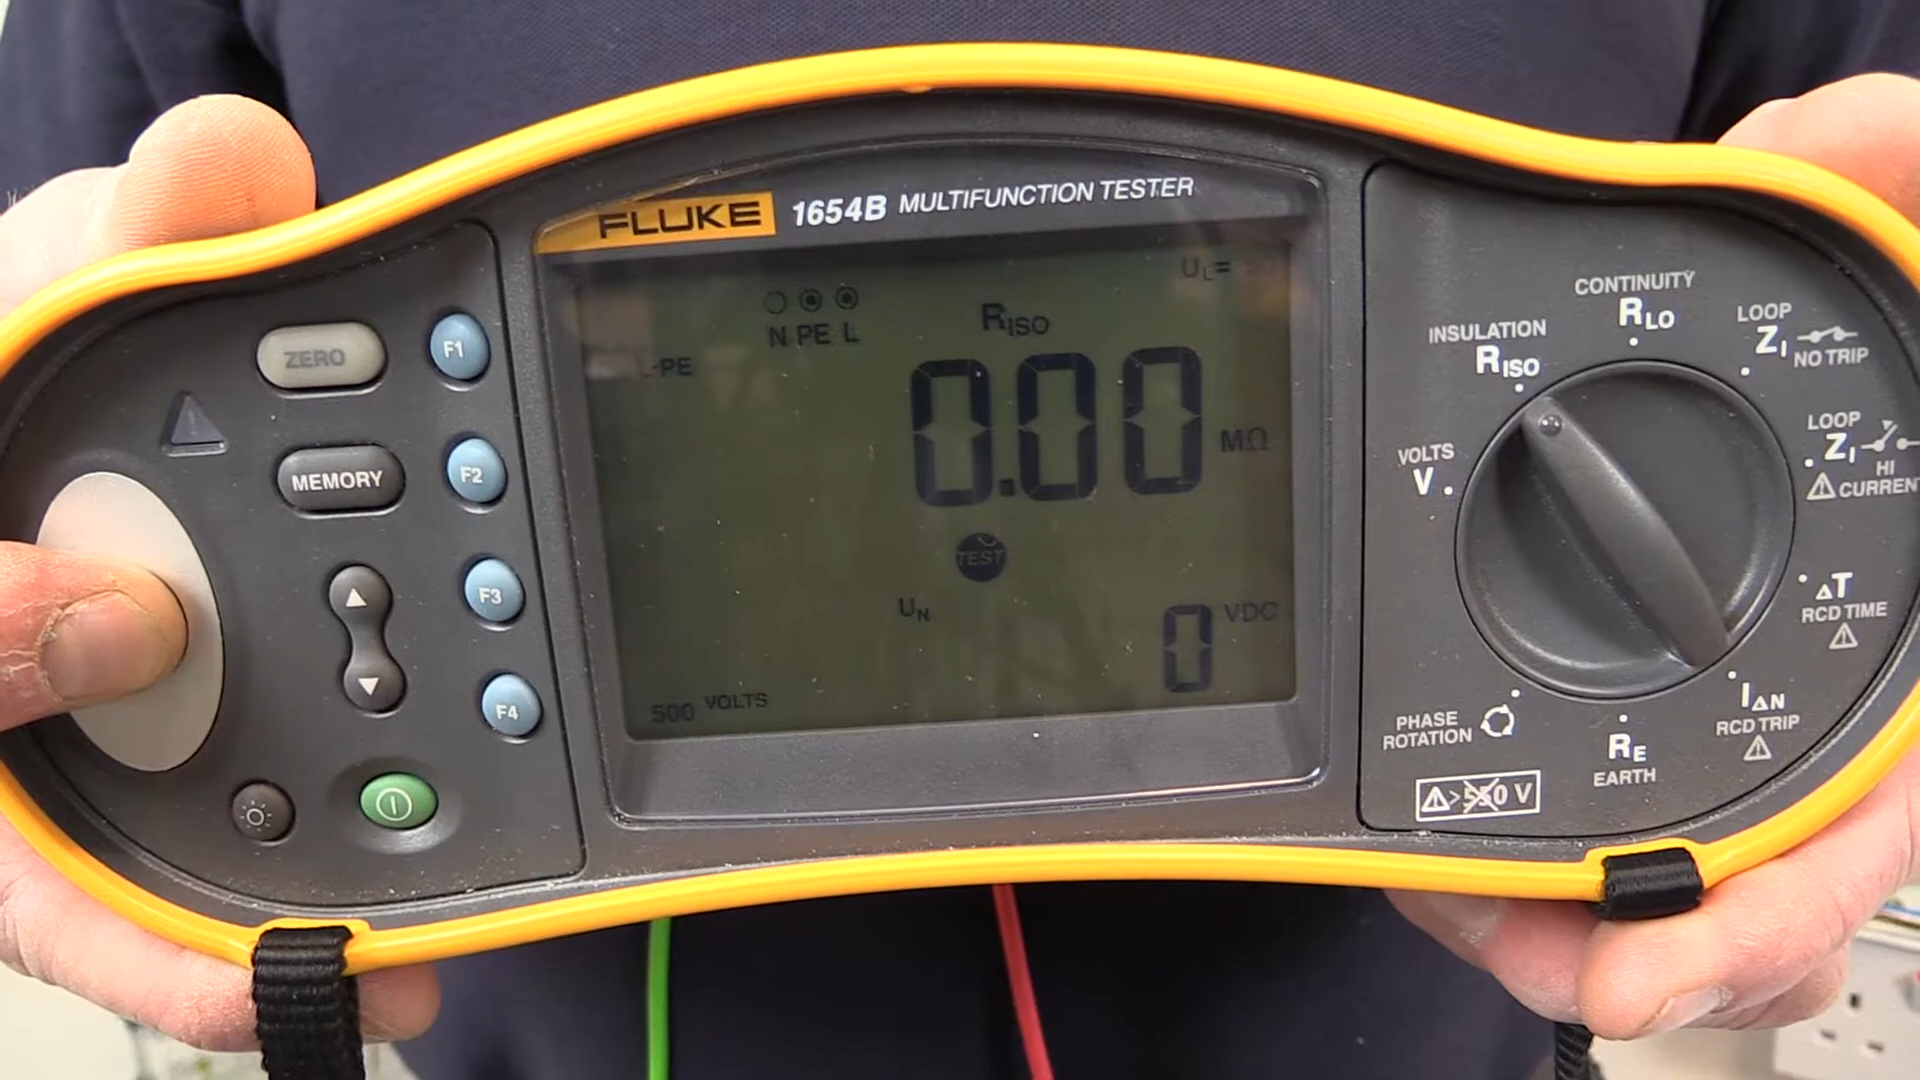 FLUKE 1654B MULTIFUNCTION TESTER
ZERO
F1
MEMORY
F2
F3
F4
UL=
N PE L
RISO
L-PE
0.00 MΩ
TEST
UN
0 VDC
500 VOLTS
CONTINUITY
RLO
INSULATION
RISO
VOLTS
V
LOOP
ZI
NO TRIP
LOOP
ZI
HI
CURRENT
ΔT
RCD TIME
IΔN
RCD TRIP
RE
EARTH
PHASE
ROTATION
>550 V